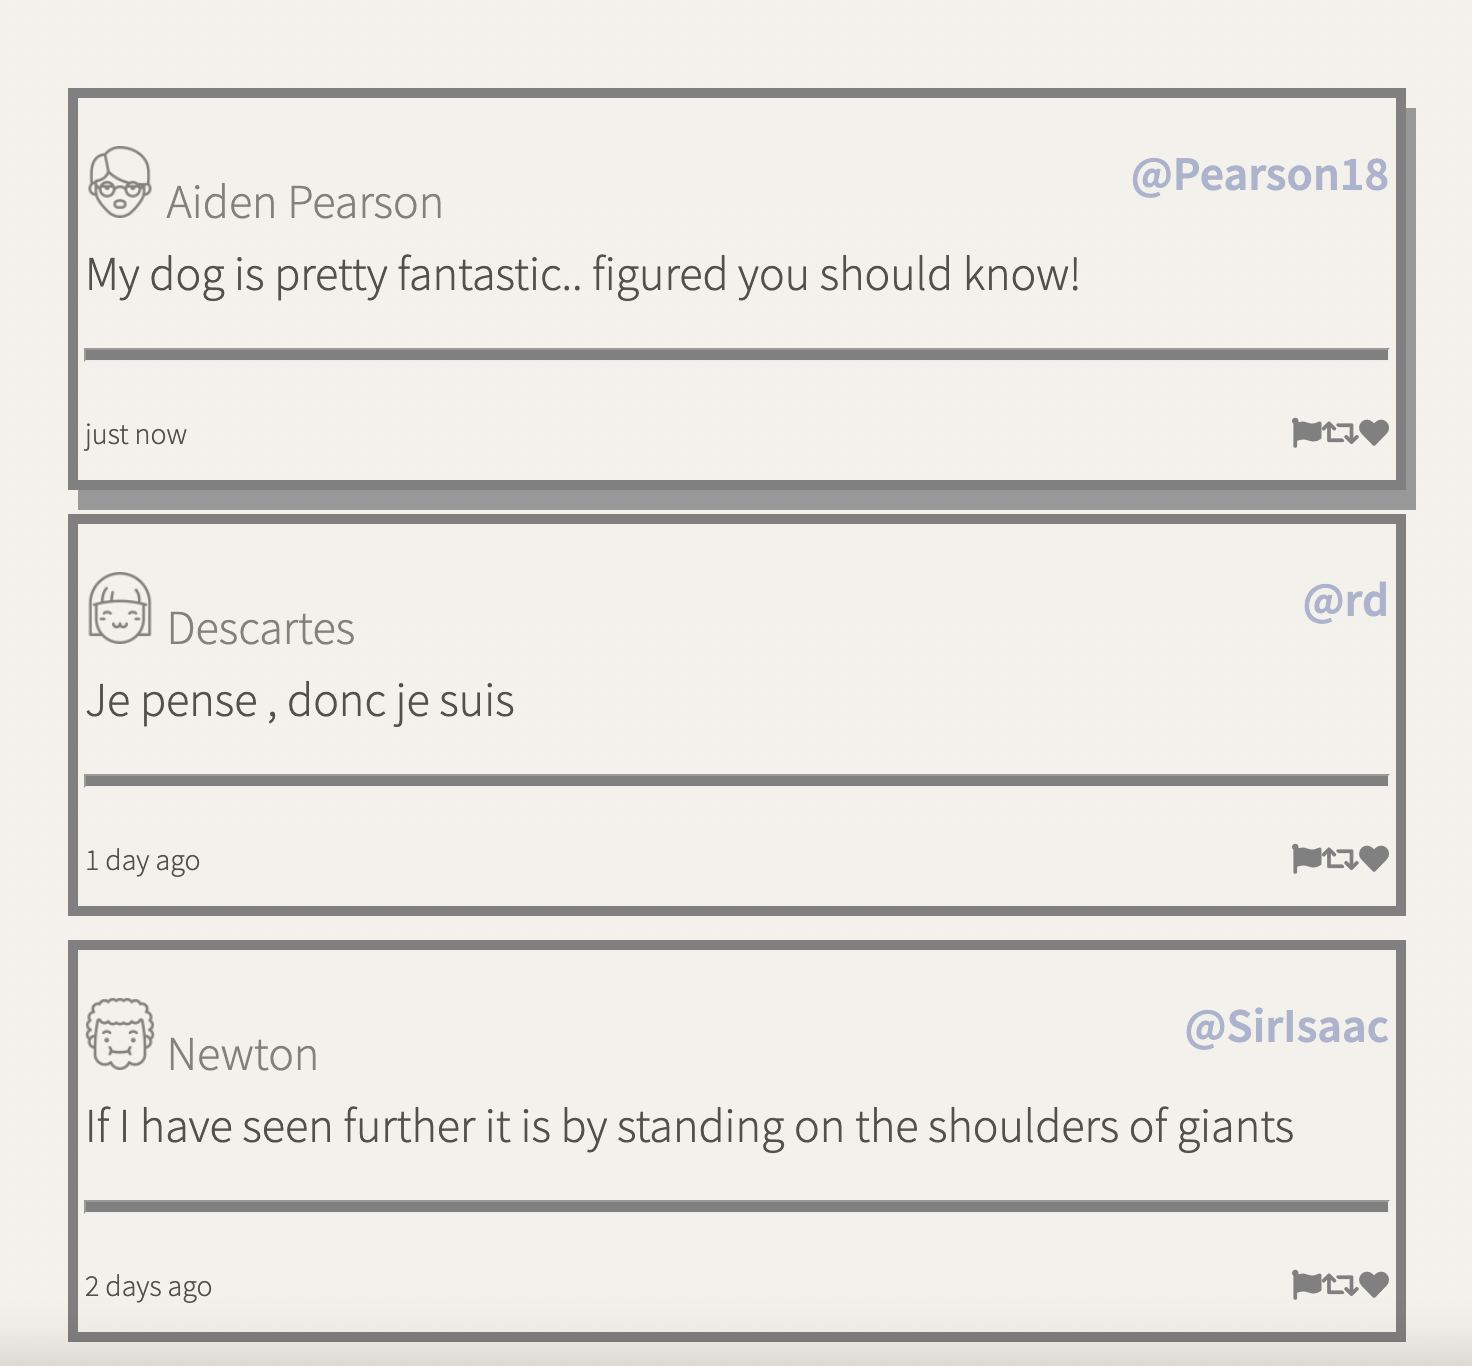 Aiden Pearson
@Pearson18
My dog is pretty fantastic.. figured you should know!
just now
Descartes
@rd
Je pense , donc je suis
1 day ago
Newton
@SirIsaac
If I have seen further it is by standing on the shoulders of giants
2 days ago